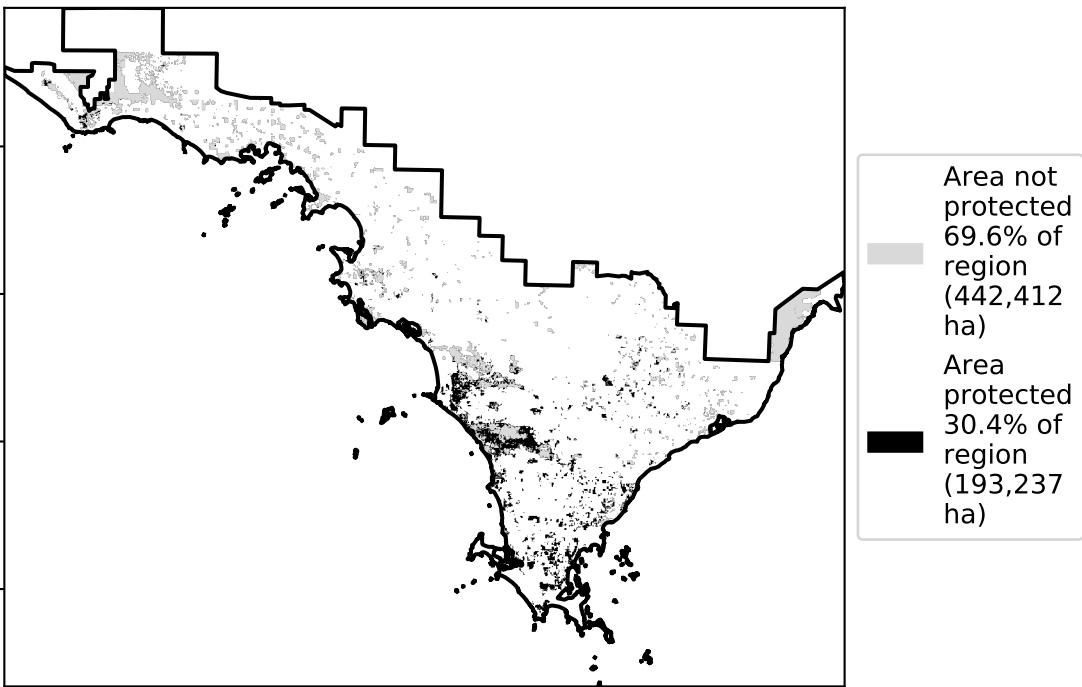 Area not
protected
69.6% of
region
(442,412
ha)
Area
protected
30.4% of
region
(193,237
ha)